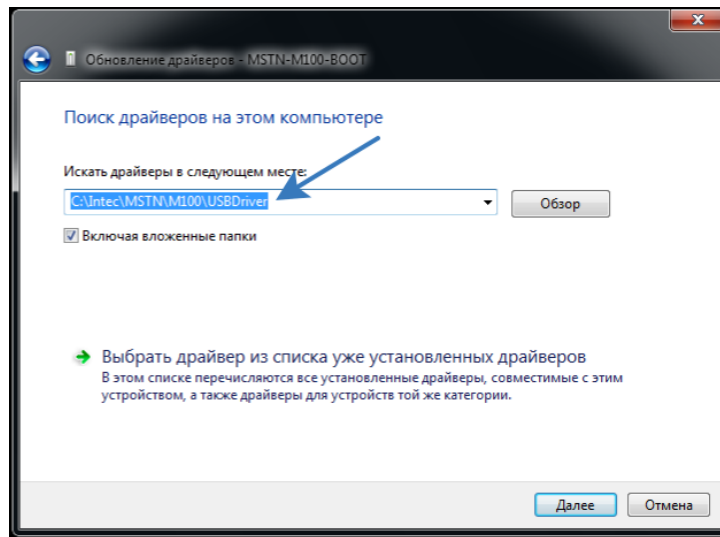 Обновление драйверов - MSTN-M100-BOOT
Поиск драйверов на этом компьютере
Искать драйверы в следующем месте:
C:\Intec\MSTN\M100\USBDriver
Обзор
Включая вложенные папки
Выбрать драйвер из списка уже установленных драйверов
В этом списке перечисляются все установленные драйверы, совместимые с этим
устройством, а также драйверы для устройств той же категории.
Далее
Отмена